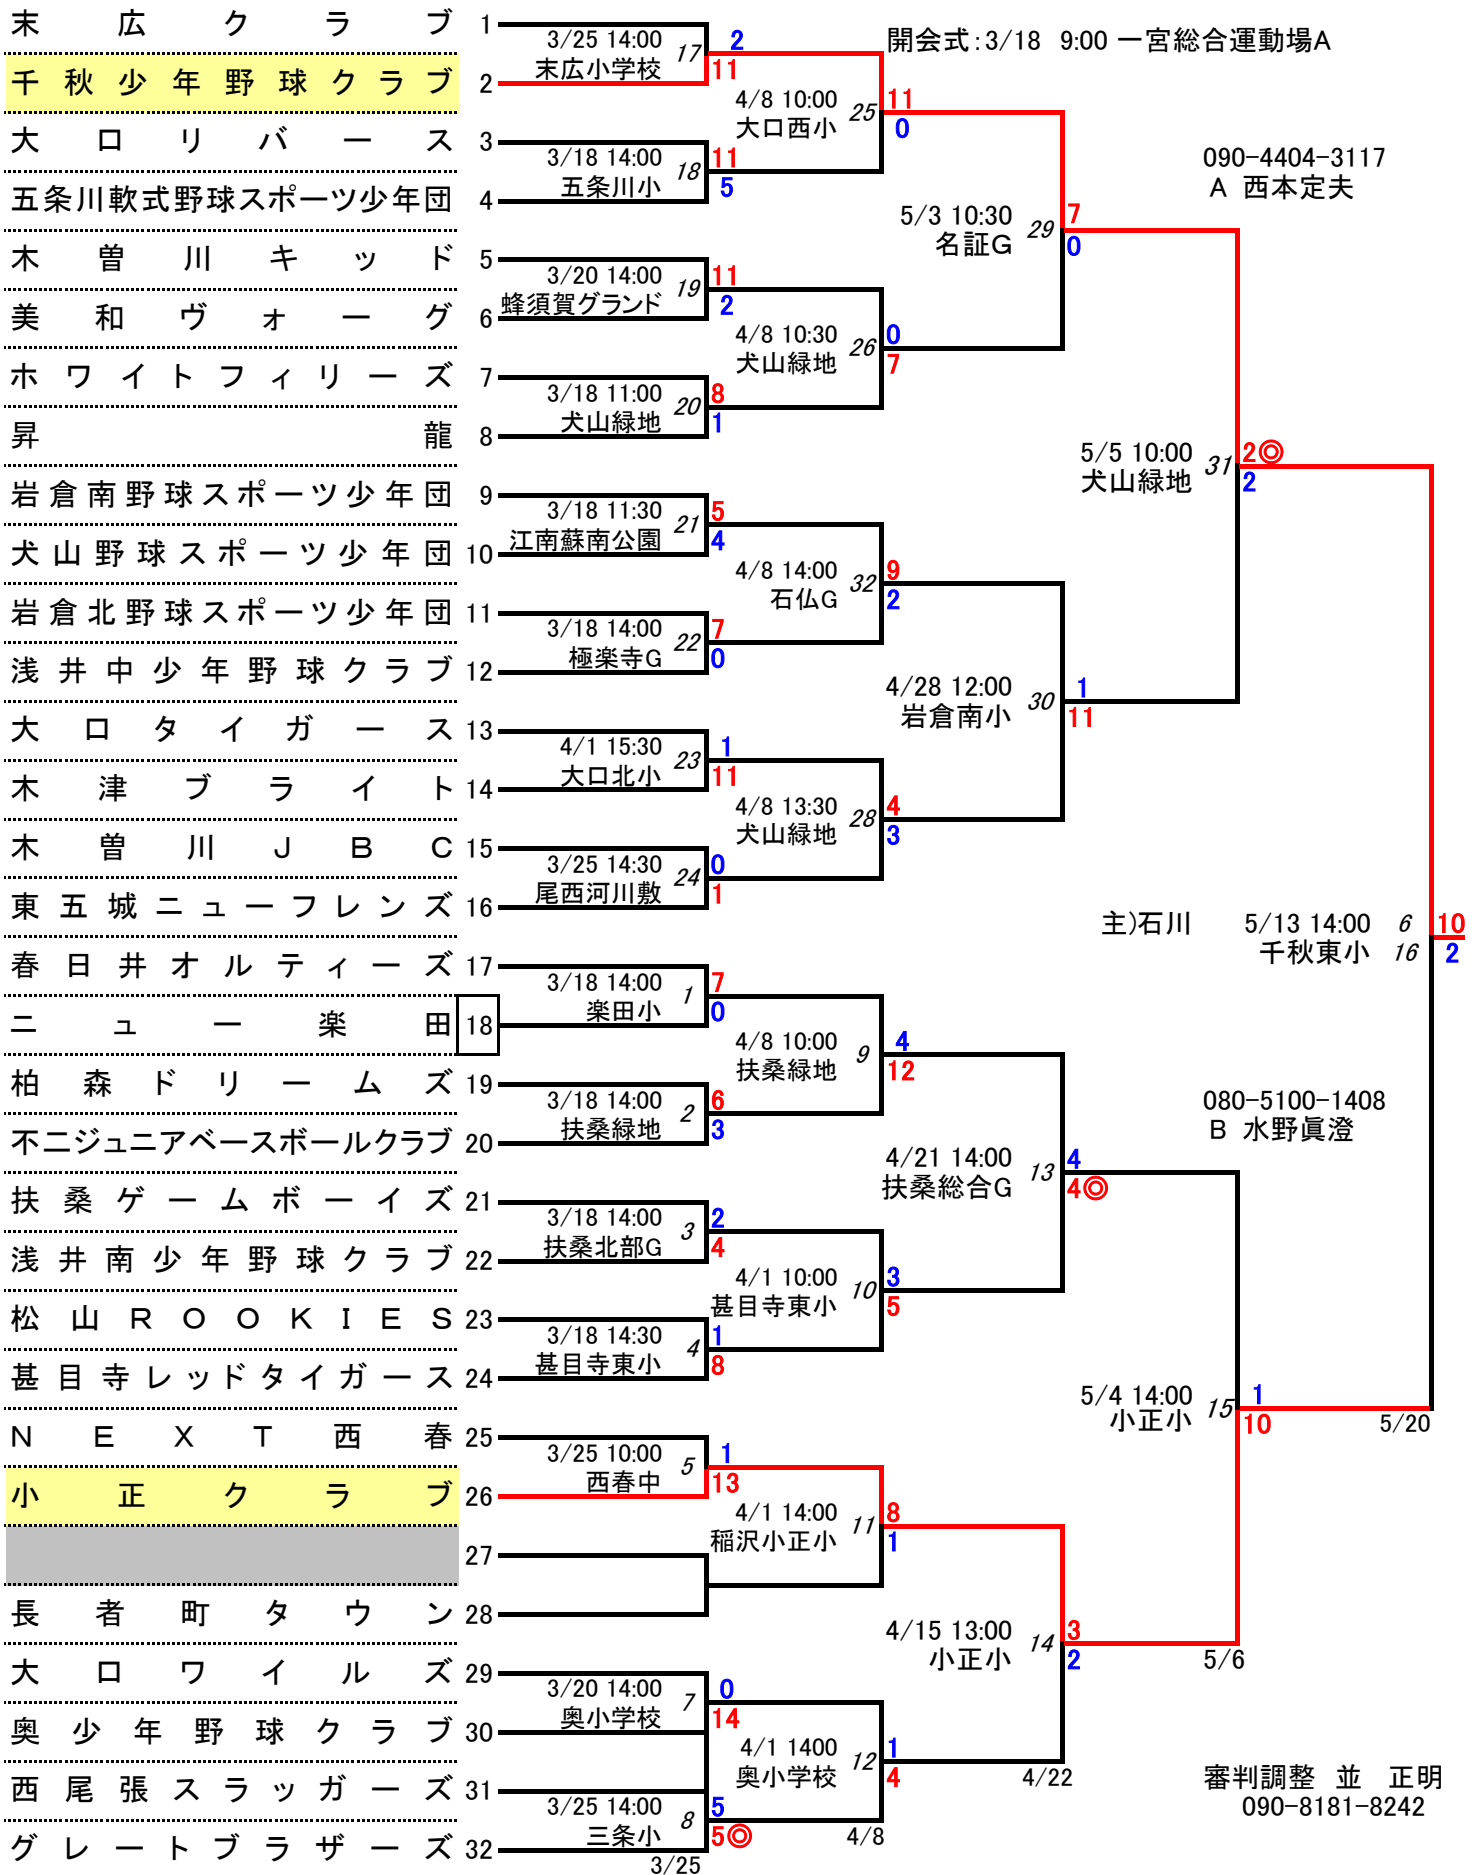 開会式：3/18 9:00 一宮総合運動場A
末広クラブ 1
千秋少年野球クラブ 2
3/25 14:00 17
末広小学校
2
11
大口リバース 3
五条川軟式野球スポーツ少年団 4
3/18 14:00 18
五条川小
11
5
4/8 10:00 25
大口西小
11
0
木曽川キッド 5
美和ヴォーグ 6
3/20 14:00 19
蜂須賀グランド
11
2
ホワイトフィリーズ 7
昇龍 8
3/18 11:00 20
犬山緑地
8
1
4/8 10:30 26
犬山緑地
0
7
5/3 10:30 29
名証G
7
0
090-4404-3117
A 西本定夫
岩倉南野球スポーツ少年団 9
犬山野球スポーツ少年団 10
3/18 11:30 21
江南蘇南公園
5
4
岩倉北野球スポーツ少年団 11
浅井中少年野球クラブ 12
3/18 14:00 22
極楽寺G
7
0
4/8 14:00 32
石仏G
9
2
大口タイガース 13
木津ブライト 14
4/1 15:30 23
大口北小
1
11
木曽川JBC 15
東五城ニューフレンズ 16
3/25 14:30 24
尾西河川敷
0
1
4/8 13:30 28
犬山緑地
4
3
4/28 12:00 30
岩倉南小
1
11
5/5 10:00 31
犬山緑地
2◎
2
主)石川 5/13 14:00 6
千秋東小 16
10
2
春日井オルティーズ 17
ニュー楽田 18
3/18 14:00 1
楽田小
7
0
柏森ドリームズ 19
不二ジュニアベースボールクラブ 20
3/18 14:00 2
扶桑緑地
6
3
4/8 10:00 9
扶桑緑地
4
12
扶桑ゲームボーイズ 21
浅井南少年野球クラブ 22
3/18 14:00 3
扶桑北部G
2
4
松山ROOKIES 23
甚目寺レッドタイガース 24
3/18 14:30 4
甚目寺東小
1
8
4/1 10:00 10
甚目寺東小
3
5
4/21 14:00 13
扶桑総合G
4
4◎
080-5100-1408
B 水野眞澄
NEXT西春 25
小正クラブ 26
3/25 10:00 5
西春中
1
13
27
長者町タウン 28
4/1 14:00 11
稲沢小正小
8
1
大口ワイルズ 29
奥少年野球クラブ 30
3/20 14:00 7
奥小学校
0
14
西尾張スラッガーズ 31
グレートブラザーズ 32
3/25 14:00 8
三条小
5
5◎
3/25
4/1 1400 12
奥小学校
1
4
4/8
4/15 13:00 14
小正小
3
2
4/22
5/4 14:00 15
小正小
1
10
5/6
5/20
審判調整 並 正明
090-8181-8242